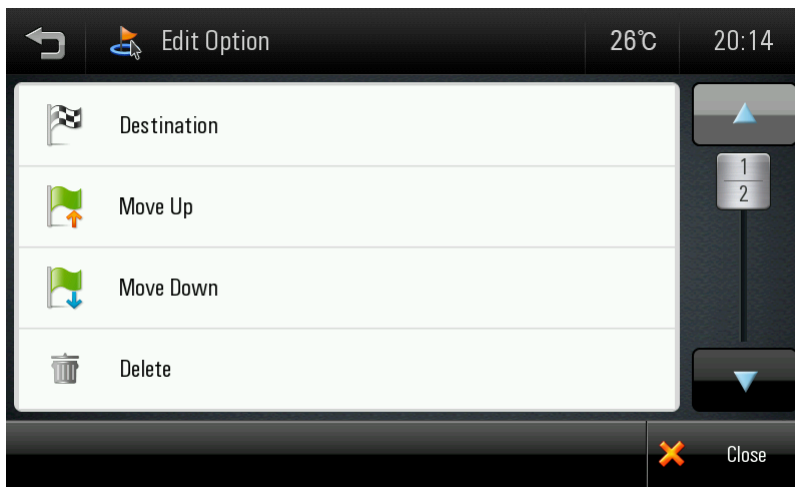 Edit Option
26℃
20:14
Destination
Move Up
Move Down
Delete
1
2
Close